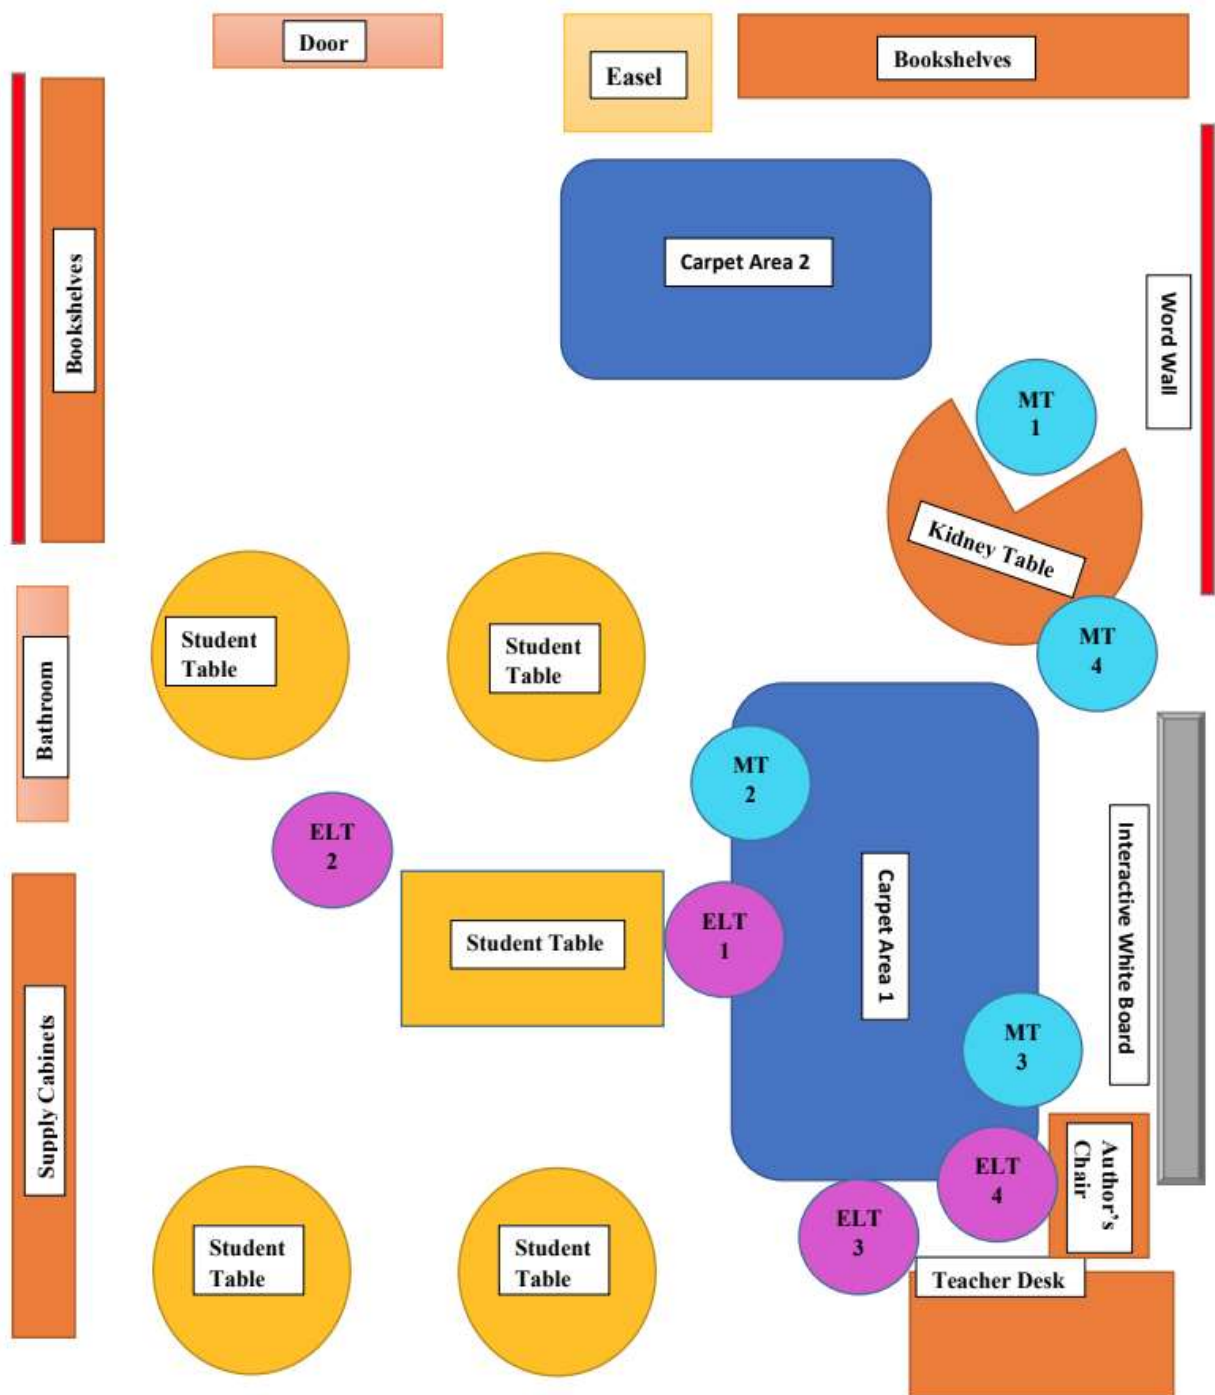 Door
Easel
Bookshelves
Bookshelves
Carpet Area 2
Word Wall
MT
1
Kidney Table
MT
4
Student
Table
Student
Table
Bathroom
MT
2
ELT
2
Interactive White Board
Carpet Area 1
ELT
1
Student Table
Supply Cabinets
MT
3
Author's
Chair
ELT
4
ELT
3
Student
Table
Student
Table
Teacher Desk